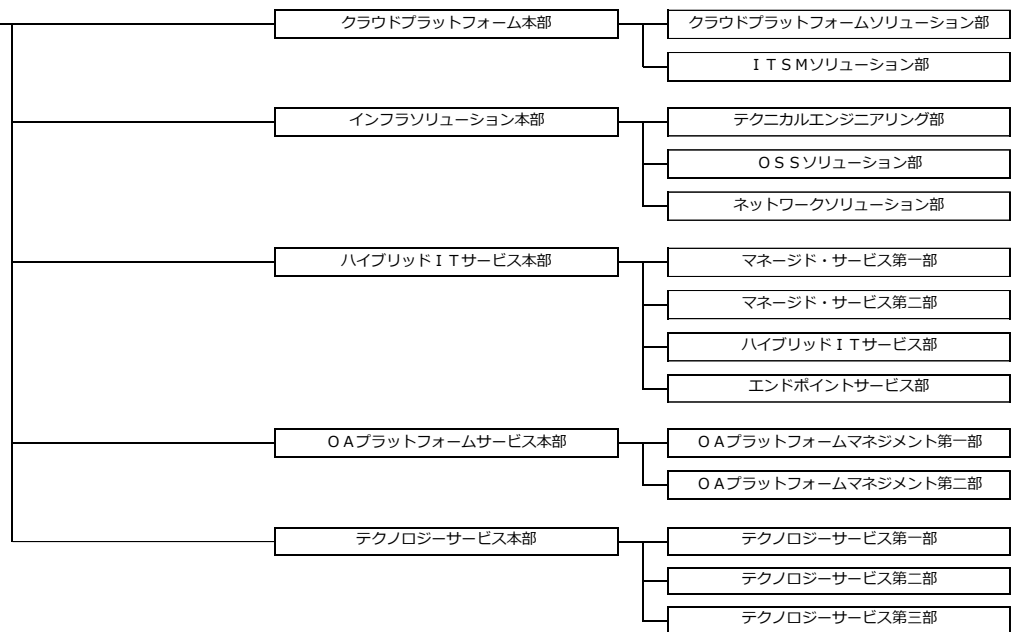 クラウドプラットフォーム本部
クラウドプラットフォームソリューション部
ＩＴＳＭソリューション部
インフラソリューション本部
テクニカルエンジニアリング部
ＯＳＳソリューション部
ネットワークソリューション部
ハイブリッドＩＴサービス本部
マネージド・サービス第一部
マネージド・サービス第二部
ハイブリッドＩＴサービス部
エンドポイントサービス部
ＯＡプラットフォームサービス本部
ＯＡプラットフォームマネジメント第一部
ＯＡプラットフォームマネジメント第二部
テクノロジーサービス本部
テクノロジーサービス第一部
テクノロジーサービス第二部
テクノロジーサービス第三部